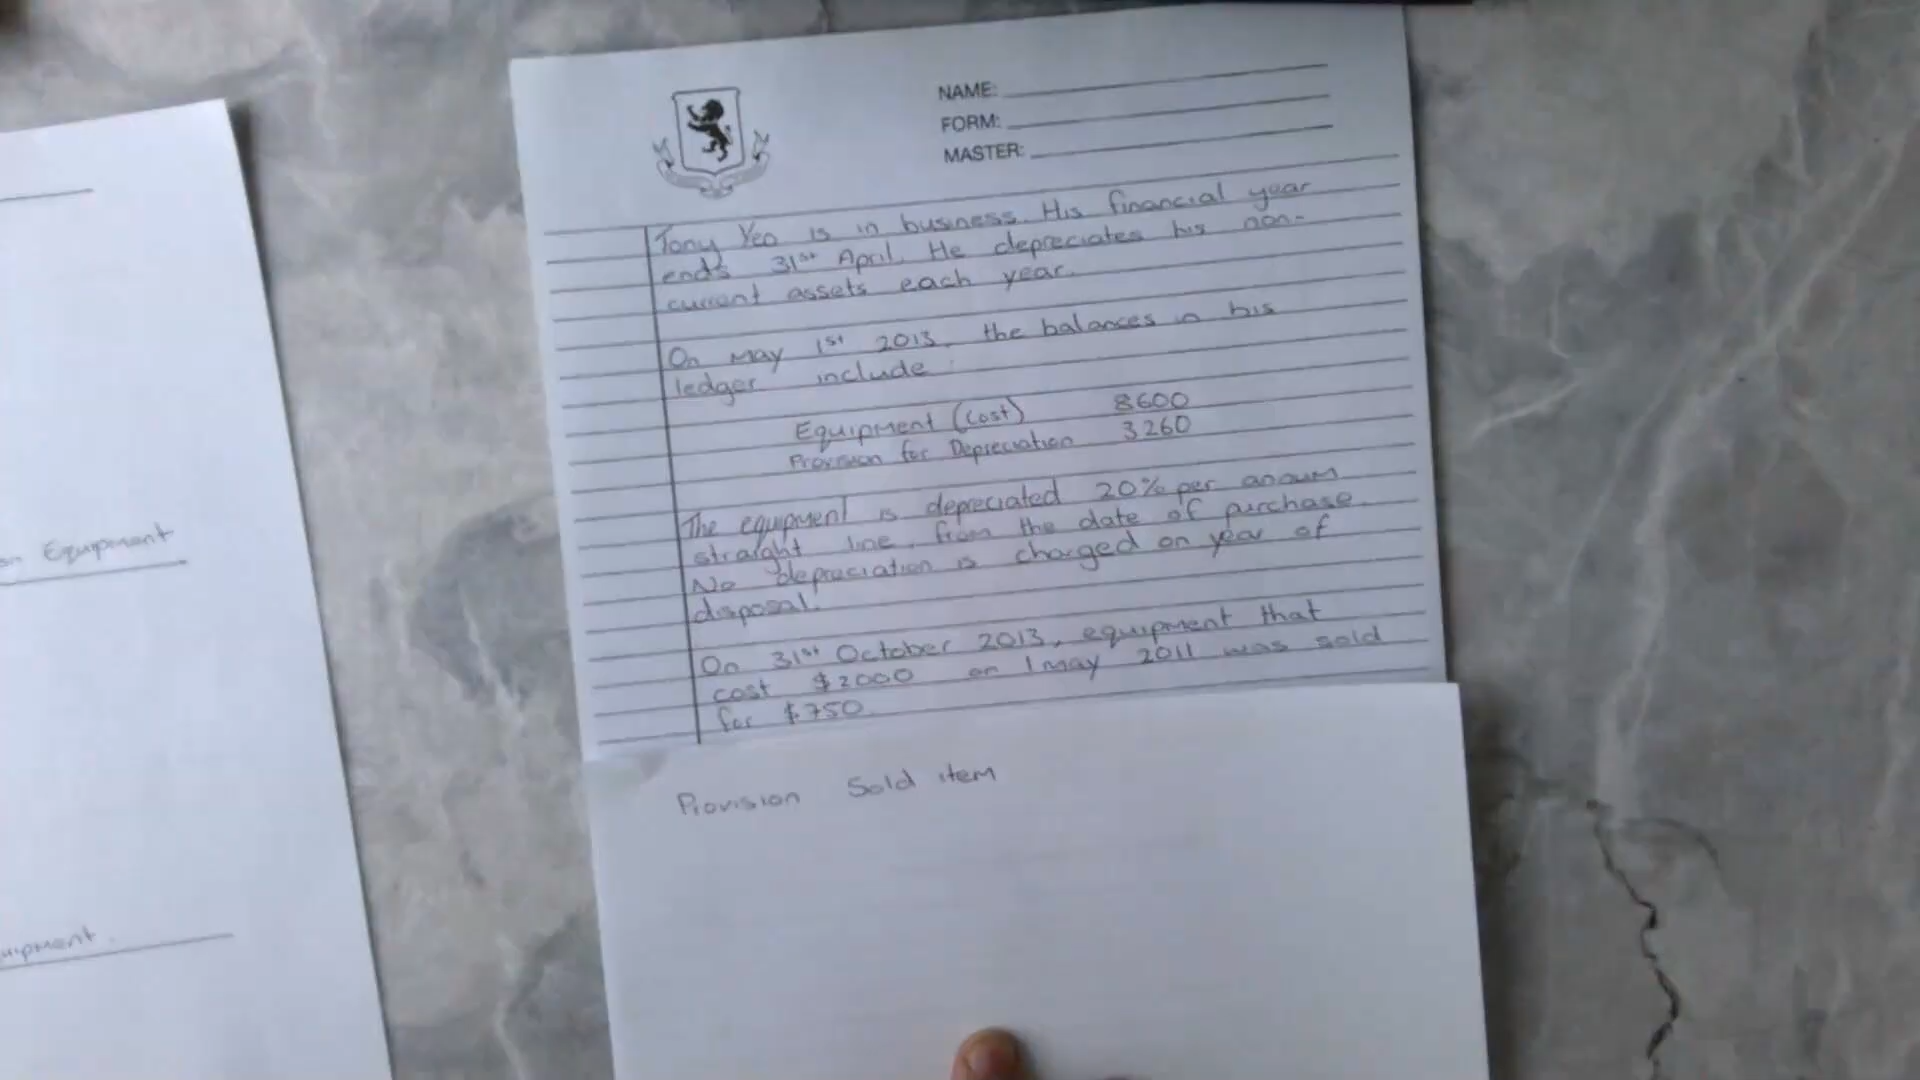 NAME:
FORM:
MASTER:
Tony Yeo is in business. His financial year
ends 31st April. He depreciates his non-
current assets each year.
On May 1st 2013, the balances in his
ledger include:
Equipment (cost) 8600
Provision for Depreciation 3260
The equipment is depreciated 20% per annum
straight line, from the date of purchase.
No depreciation is charged on year of
disposal.
On 31st October 2013, equipment that
cost $2000 on 1 May 2011 was sold
for $750.
Provision Sold item
Equipment